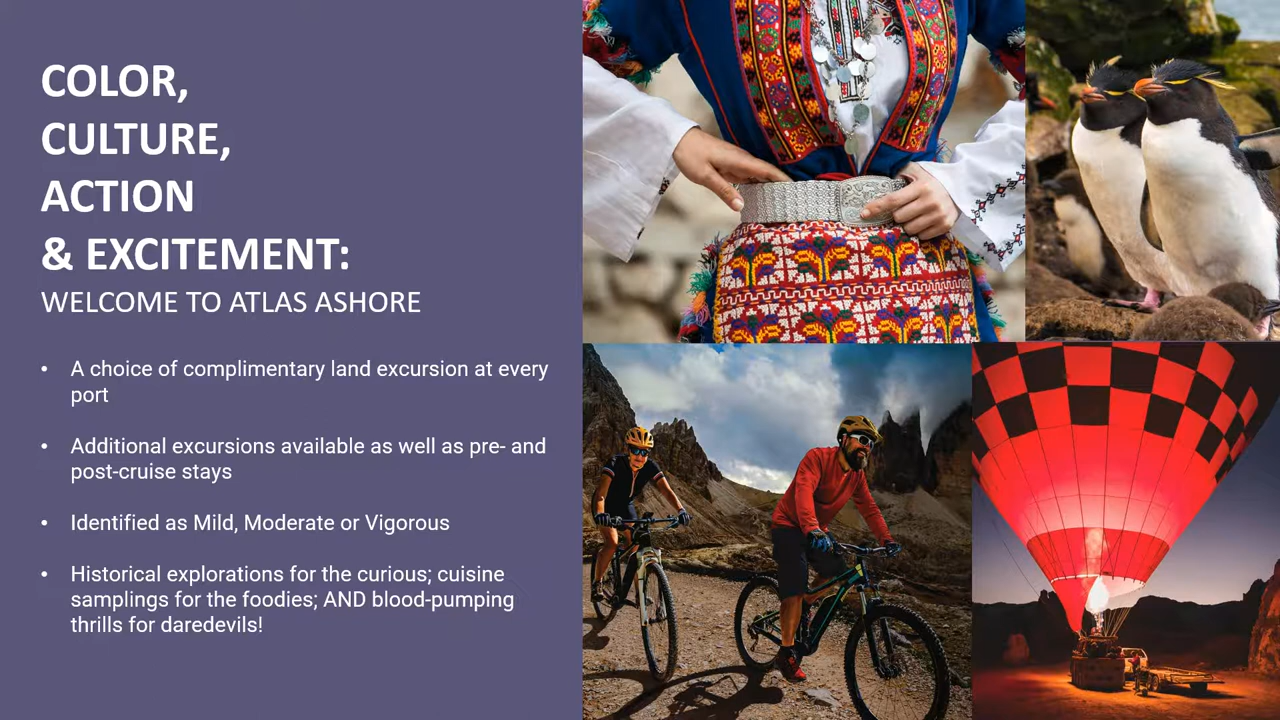 COLOR,
CULTURE,
ACTION
& EXCITEMENT:
WELCOME TO ATLAS ASHORE
• A choice of complimentary land excursion at every
port
• Additional excursions available as well as pre- and
post-cruise stays
• Identified as Mild, Moderate or Vigorous
• Historical explorations for the curious; cuisine
samplings for the foodies; AND blood-pumping
thrills for daredevils!